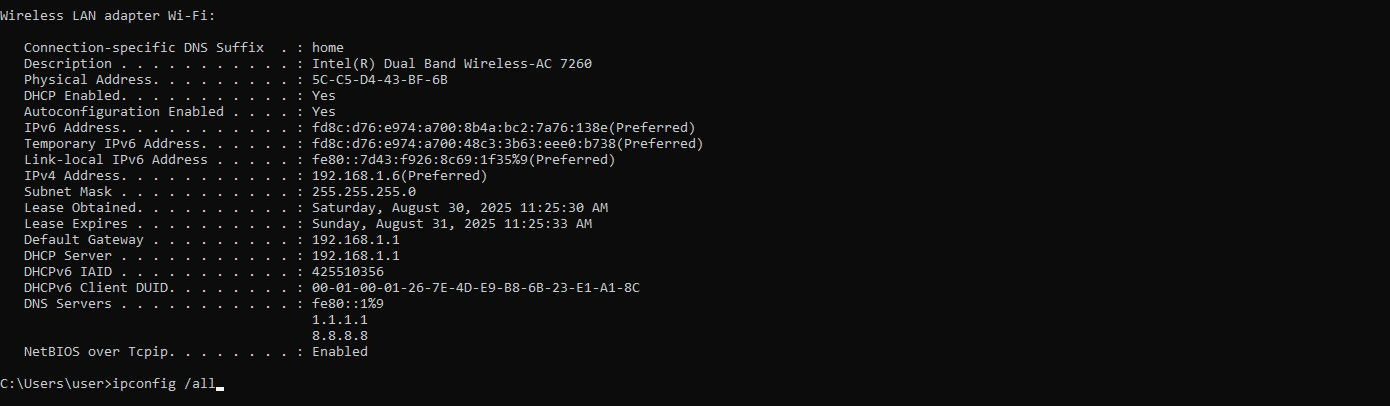 Wireless LAN adapter Wi-Fi:
   Connection-specific DNS Suffix  . : home
   Description . . . . . . . . . . . : Intel(R) Dual Band Wireless-AC 7260
   Physical Address. . . . . . . . . : 5C-C5-D4-43-BF-6B
   DHCP Enabled. . . . . . . . . . . : Yes
   Autoconfiguration Enabled . . . . : Yes
   IPv6 Address. . . . . . . . . . . : fd8c:d76:e974:a700:8b4a:bc2:7a76:138e(Preferred)
   Temporary IPv6 Address. . . . . . : fd8c:d76:e974:a700:48c3:3b63:eee0:b738(Preferred)
   Link-local IPv6 Address . . . . . : fe80::7d43:f926:8c69:1f35%9(Preferred)
   IPv4 Address. . . . . . . . . . . : 192.168.1.6(Preferred)
   Subnet Mask . . . . . . . . . . . : 255.255.255.0
   Lease Obtained. . . . . . . . . . : Saturday, August 30, 2025 11:25:30 AM
   Lease Expires . . . . . . . . . . : Sunday, August 31, 2025 11:25:33 AM
   Default Gateway . . . . . . . . . : 192.168.1.1
   DHCP Server . . . . . . . . . . . : 192.168.1.1
   DHCPv6 IAID . . . . . . . . . . . : 425510356
   DHCPv6 Client DUID. . . . . . . . : 00-01-00-01-26-7E-4D-E9-B8-6B-23-E1-A1-8C
   DNS Servers . . . . . . . . . . . : fe80::1%9
                                       1.1.1.1
                                       8.8.8.8
   NetBIOS over Tcpip. . . . . . . . : Enabled
C:\Users\user>ipconfig /all